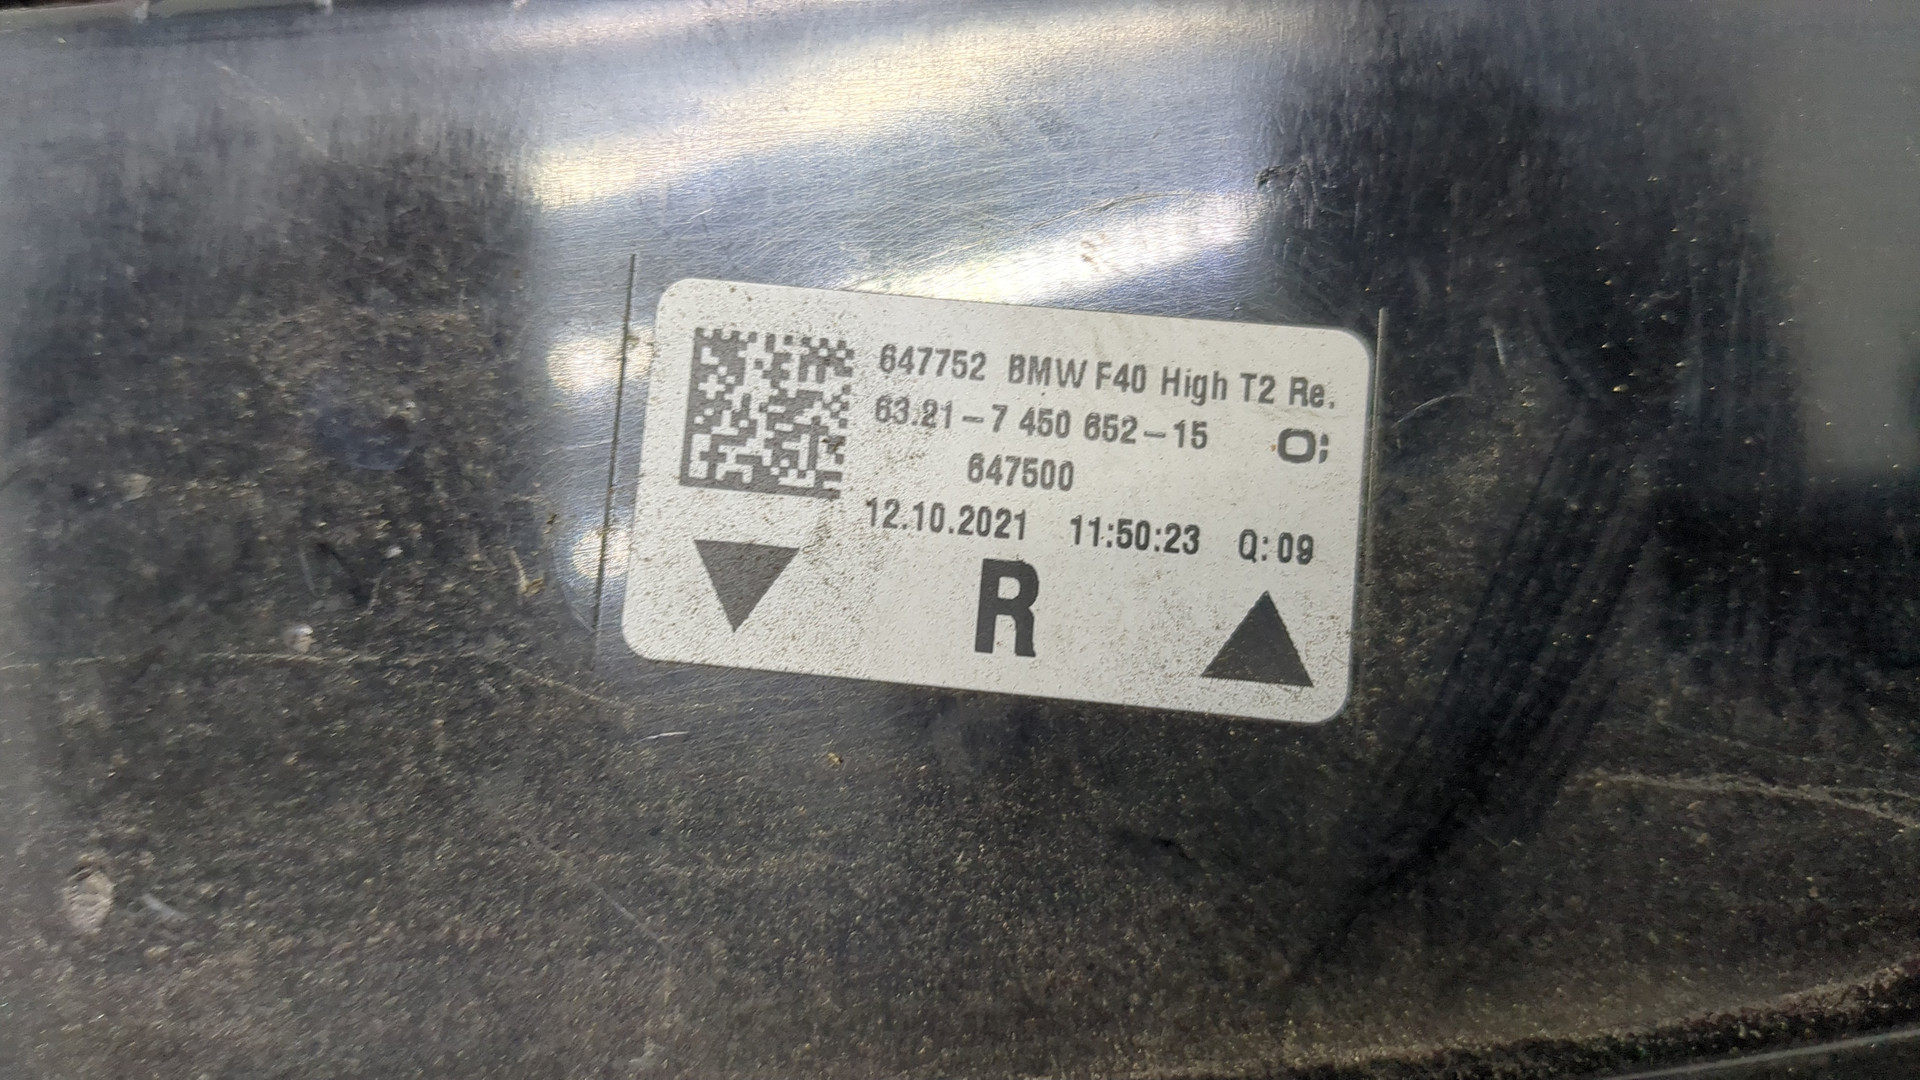 647752 BMW F40 High T2 Re.
63.21-7 450 652-15 O;
647500
12.10.2021 11:50:23 Q:09
R